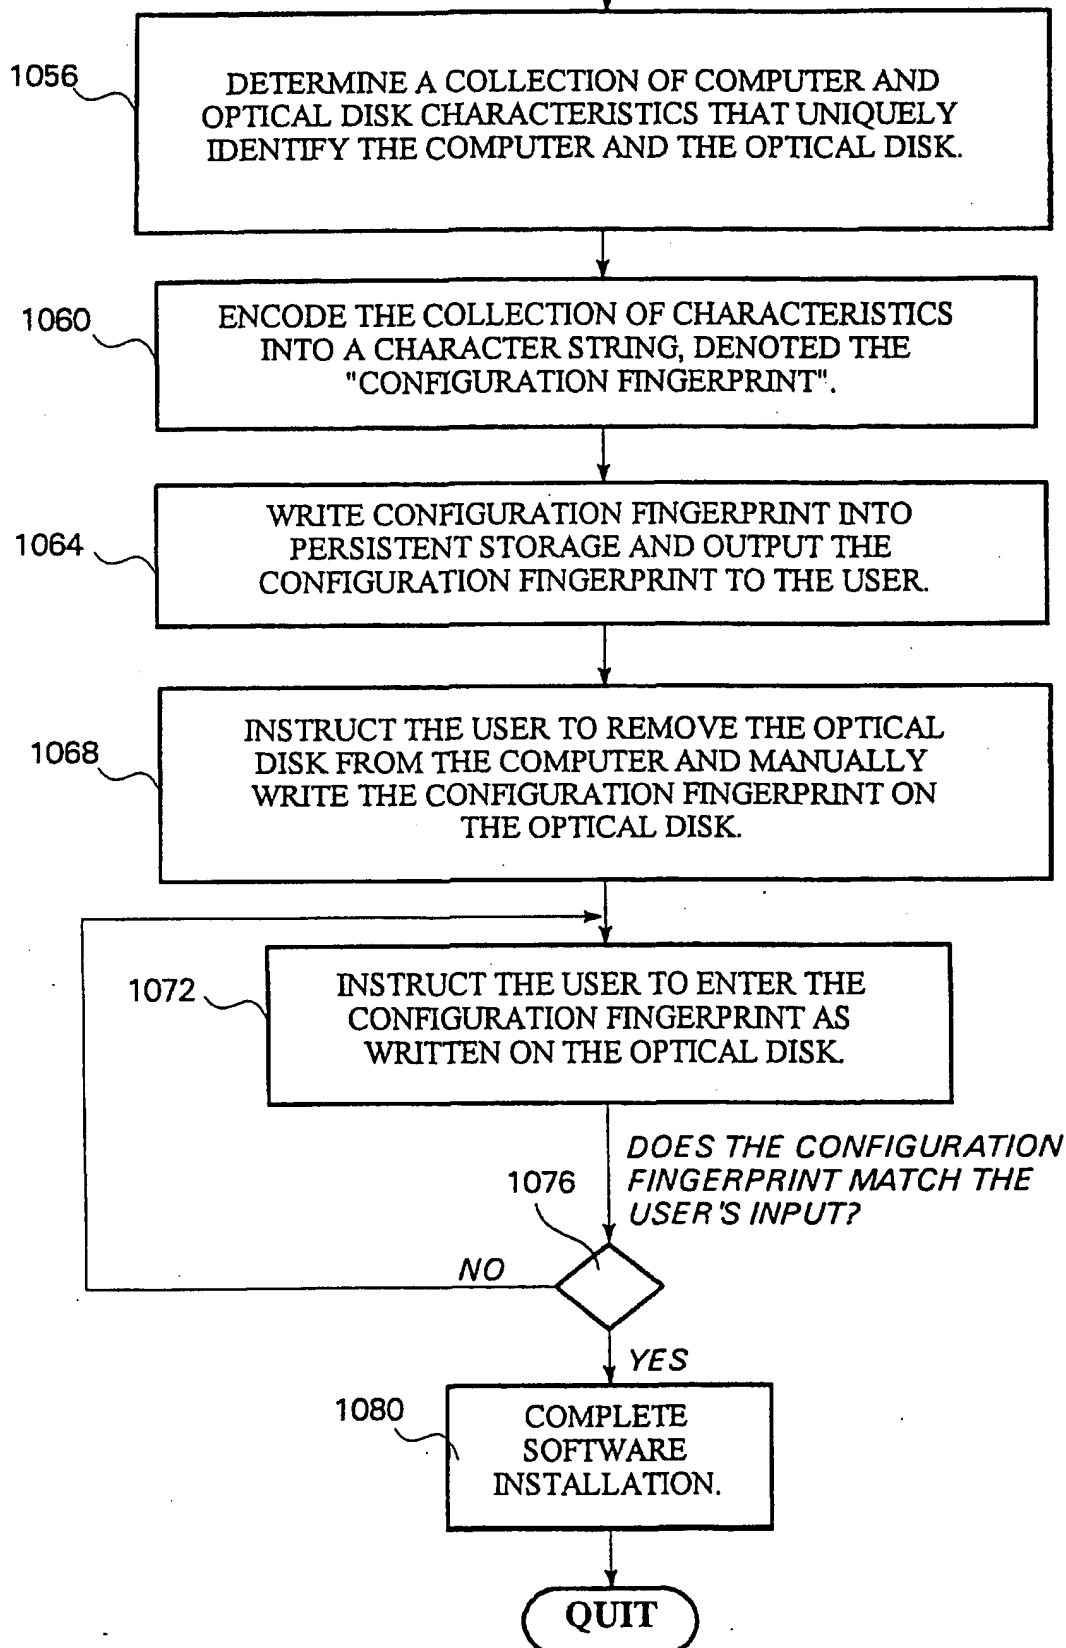 1056
DETERMINE A COLLECTION OF COMPUTER AND
OPTICAL DISK CHARACTERISTICS THAT UNIQUELY
IDENTIFY THE COMPUTER AND THE OPTICAL DISK.
1060
ENCODE THE COLLECTION OF CHARACTERISTICS
INTO A CHARACTER STRING, DENOTED THE
"CONFIGURATION FINGERPRINT".
1064
WRITE CONFIGURATION FINGERPRINT INTO
PERSISTENT STORAGE AND OUTPUT THE
CONFIGURATION FINGERPRINT TO THE USER.
1068
INSTRUCT THE USER TO REMOVE THE OPTICAL
DISK FROM THE COMPUTER AND MANUALLY
WRITE THE CONFIGURATION FINGERPRINT ON
THE OPTICAL DISK.
1072
INSTRUCT THE USER TO ENTER THE
CONFIGURATION FINGERPRINT AS
WRITTEN ON THE OPTICAL DISK.
DOES THE CONFIGURATION
FINGERPRINT MATCH THE
USER'S INPUT?
1076
NO
YES
1080
COMPLETE
SOFTWARE
INSTALLATION.
QUIT